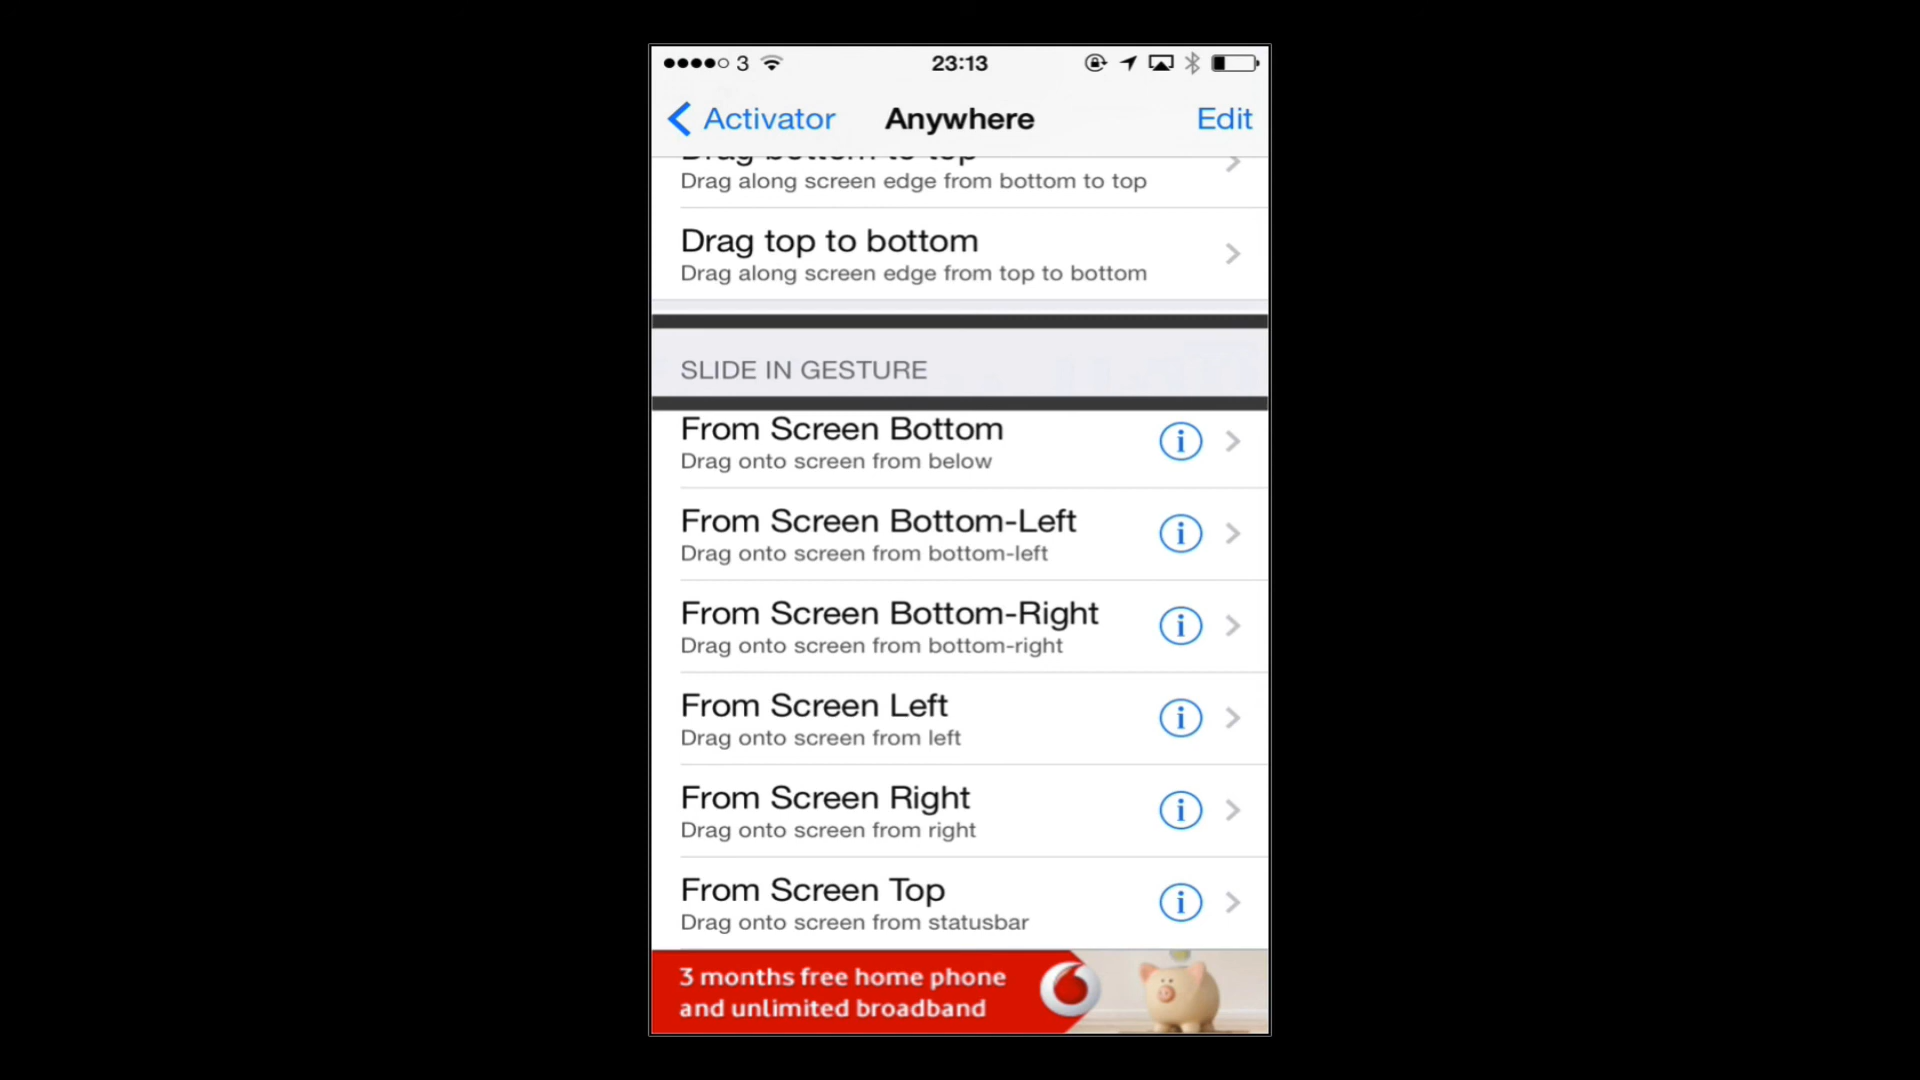 3
23:13
Activator
Anywhere
Edit
Drag bottom to top
Drag along screen edge from bottom to top
Drag top to bottom
Drag along screen edge from top to bottom
SLIDE IN GESTURE
From Screen Bottom
Drag onto screen from below
From Screen Bottom-Left
Drag onto screen from bottom-left
From Screen Bottom-Right
Drag onto screen from bottom-right
From Screen Left
Drag onto screen from left
From Screen Right
Drag onto screen from right
From Screen Top
Drag onto screen from statusbar
3 months free home phone
and unlimited broadband